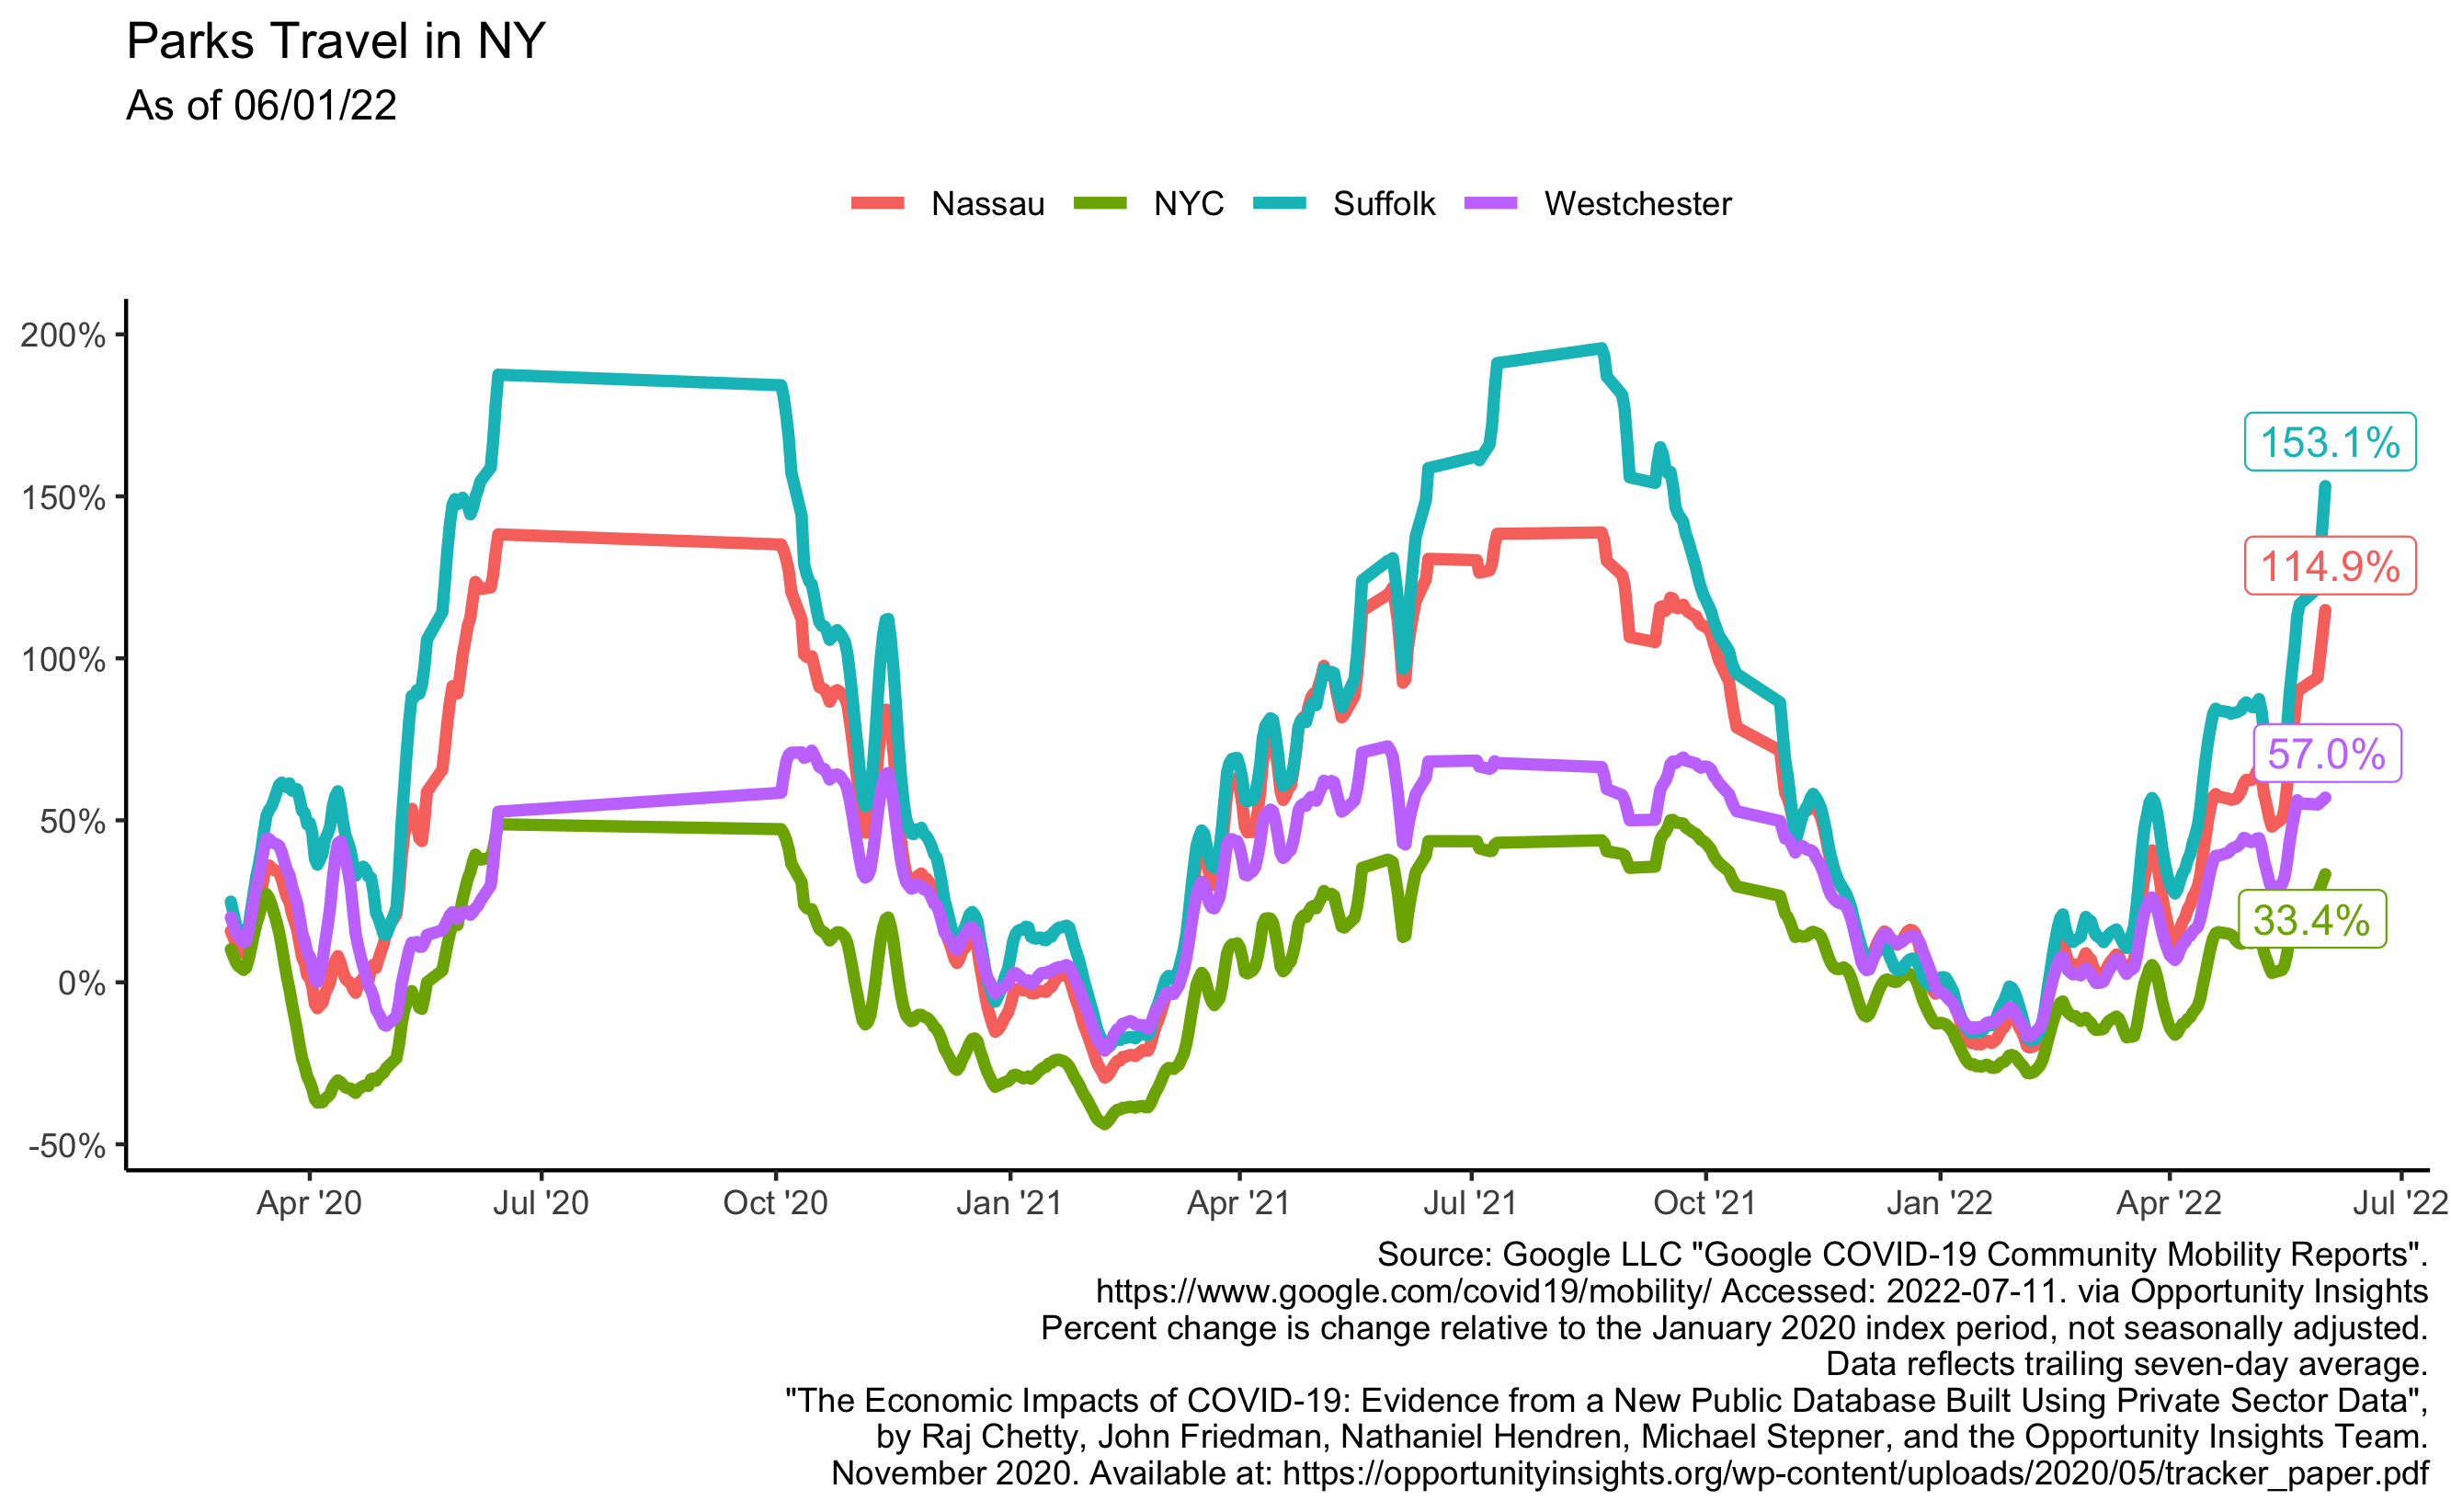 Parks Travel in NY
As of 06/01/22
Nassau NYC Suffolk Westchester
200%
150%
100%
50%
0%
-50%
153.1%
114.9%
57.0%
33.4%
Apr '20 Jul '20 Oct '20 Jan '21 Apr '21 Jul '21 Oct '21 Jan '22 Apr '22 Jul '22
Source: Google LLC "Google COVID-19 Community Mobility Reports".
https://www.google.com/covid19/mobility/ Accessed: 2022-07-11. via Opportunity Insights
Percent change is change relative to the January 2020 index period, not seasonally adjusted.
Data reflects trailing seven-day average.
"The Economic Impacts of COVID-19: Evidence from a New Public Database Built Using Private Sector Data",
by Raj Chetty, John Friedman, Nathaniel Hendren, Michael Stepner, and the Opportunity Insights Team.
November 2020. Available at: https://opportunityinsights.org/wp-content/uploads/2020/05/tracker_paper.pdf